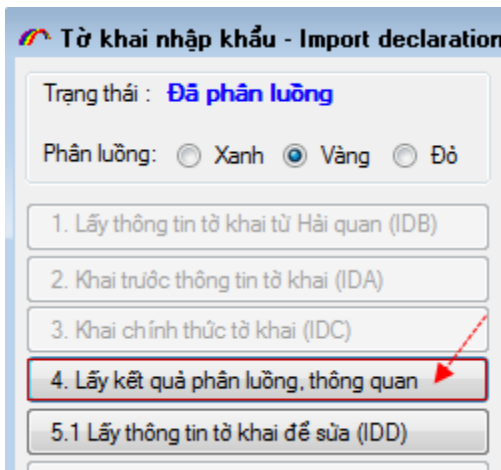 Tờ khai nhập khẩu - Import declaration
Trạng thái : Đã phân luồng
Phân luồng: Xanh Vàng Đỏ
1. Lấy thông tin tờ khai từ Hải quan (IDB)
2. Khai trước thông tin tờ khai (IDA)
3. Khai chính thức tờ khai (IDC)
4. Lấy kết quả phân luồng, thông quan
5.1 Lấy thông tin tờ khai để sửa (IDD)